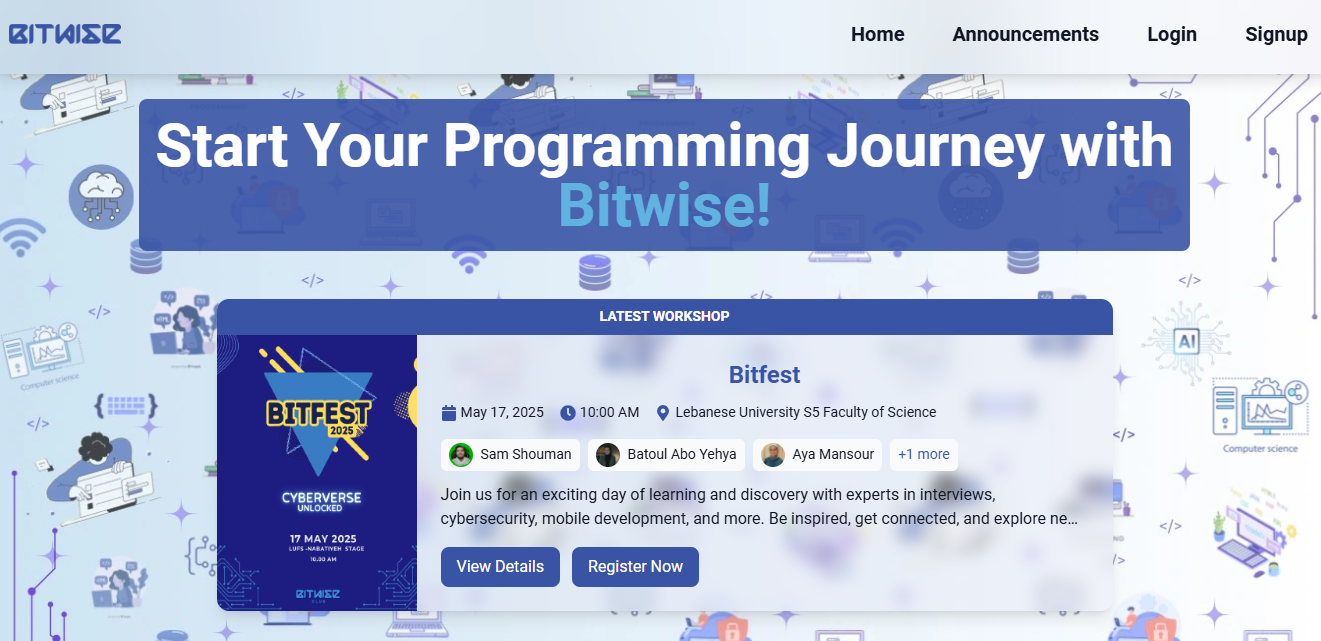 BITWISE
Home Announcements Login Signup
Start Your Programming Journey with
Bitwise!
LATEST WORKSHOP
BITFEST
2025
CYBERVERSE
UNLOCKED
17 MAY 2025
LUFS -NABATIYEH STAGE
10.00 AM
BITWISE
CLUB
Bitfest
May 17, 2025 10:00 AM Lebanese University S5 Faculty of Science
Sam Shouman Batoul Abo Yehya Aya Mansour +1 more
Join us for an exciting day of learning and discovery with experts in interviews,
cybersecurity, mobile development, and more. Be inspired, get connected, and explore ne...
View Details Register Now
AI
Computer science
Computer science
HTML
</>
</>
</>
</>
</>
</>
</>
</>